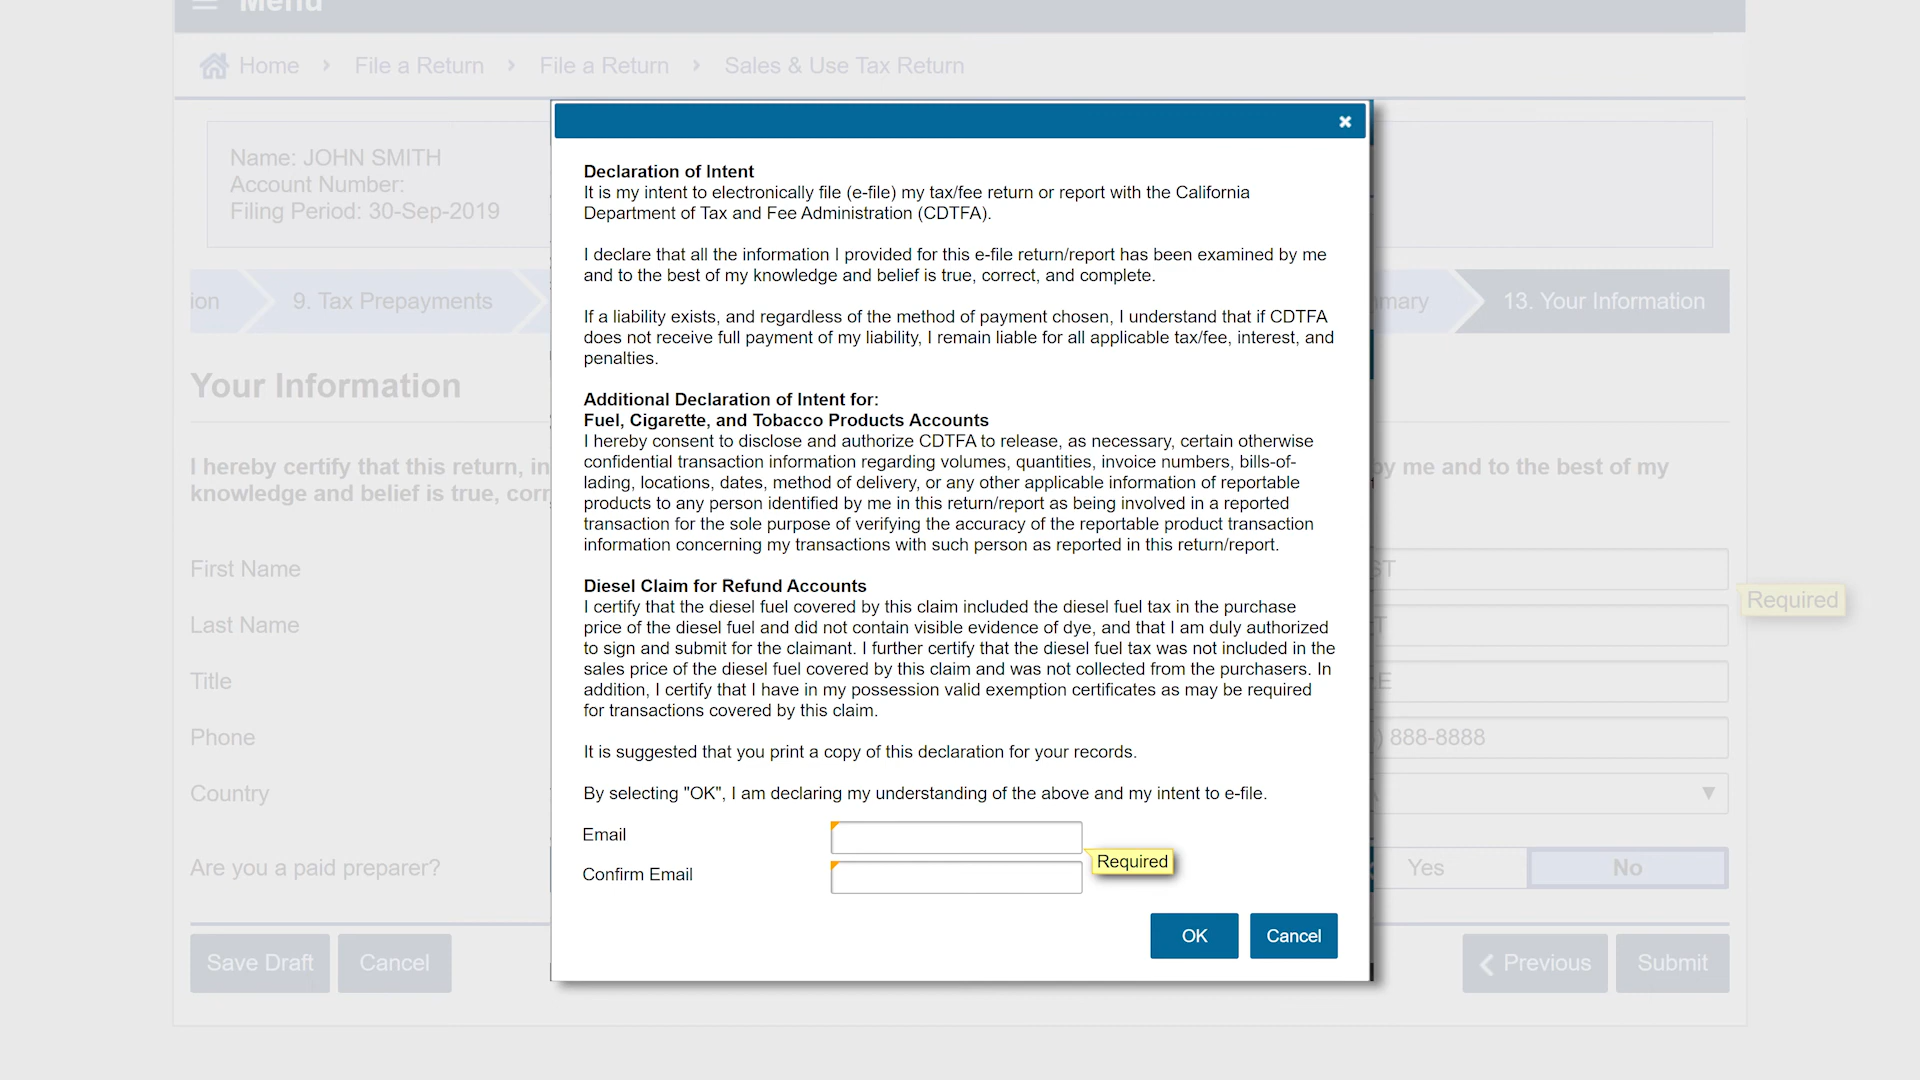 Menu
Home > File a Return > File a Return > Sales & Use Tax Return
Name: JOHN SMITH
Account Number:
Filing Period: 30-Sep-2019
ion
9. Tax Prepayments
mmary
13. Your Information
Your Information
I hereby certify that this return, in
by me and to the best of my
knowledge and belief is true, corr
First Name
ST
Required
Last Name
T
Title
LE
Phone
) 888-8888
Country
Are you a paid preparer?
Yes
No
Save Draft
Cancel
Previous
Submit
Declaration of Intent
It is my intent to electronically file (e-file) my tax/fee return or report with the California
Department of Tax and Fee Administration (CDTFA).
I declare that all the information I provided for this e-file return/report has been examined by me
and to the best of my knowledge and belief is true, correct, and complete.
If a liability exists, and regardless of the method of payment chosen, I understand that if CDTFA
does not receive full payment of my liability, I remain liable for all applicable tax/fee, interest, and
penalties.
Additional Declaration of Intent for:
Fuel, Cigarette, and Tobacco Products Accounts
I hereby consent to disclose and authorize CDTFA to release, as necessary, certain otherwise
confidential transaction information regarding volumes, quantities, invoice numbers, bills-of-
lading, locations, dates, method of delivery, or any other applicable information of reportable
products to any person identified by me in this return/report as being involved in a reported
transaction for the sole purpose of verifying the accuracy of the reportable product transaction
information concerning my transactions with such person as reported in this return/report.
Diesel Claim for Refund Accounts
I certify that the diesel fuel covered by this claim included the diesel fuel tax in the purchase
price of the diesel fuel and did not contain visible evidence of dye, and that I am duly authorized
to sign and submit for the claimant. I further certify that the diesel fuel tax was not included in the
sales price of the diesel fuel covered by this claim and was not collected from the purchasers. In
addition, I certify that I have in my possession valid exemption certificates as may be required
for transactions covered by this claim.
It is suggested that you print a copy of this declaration for your records.
By selecting "OK", I am declaring my understanding of the above and my intent to e-file.
Email
Required
Confirm Email
OK
Cancel